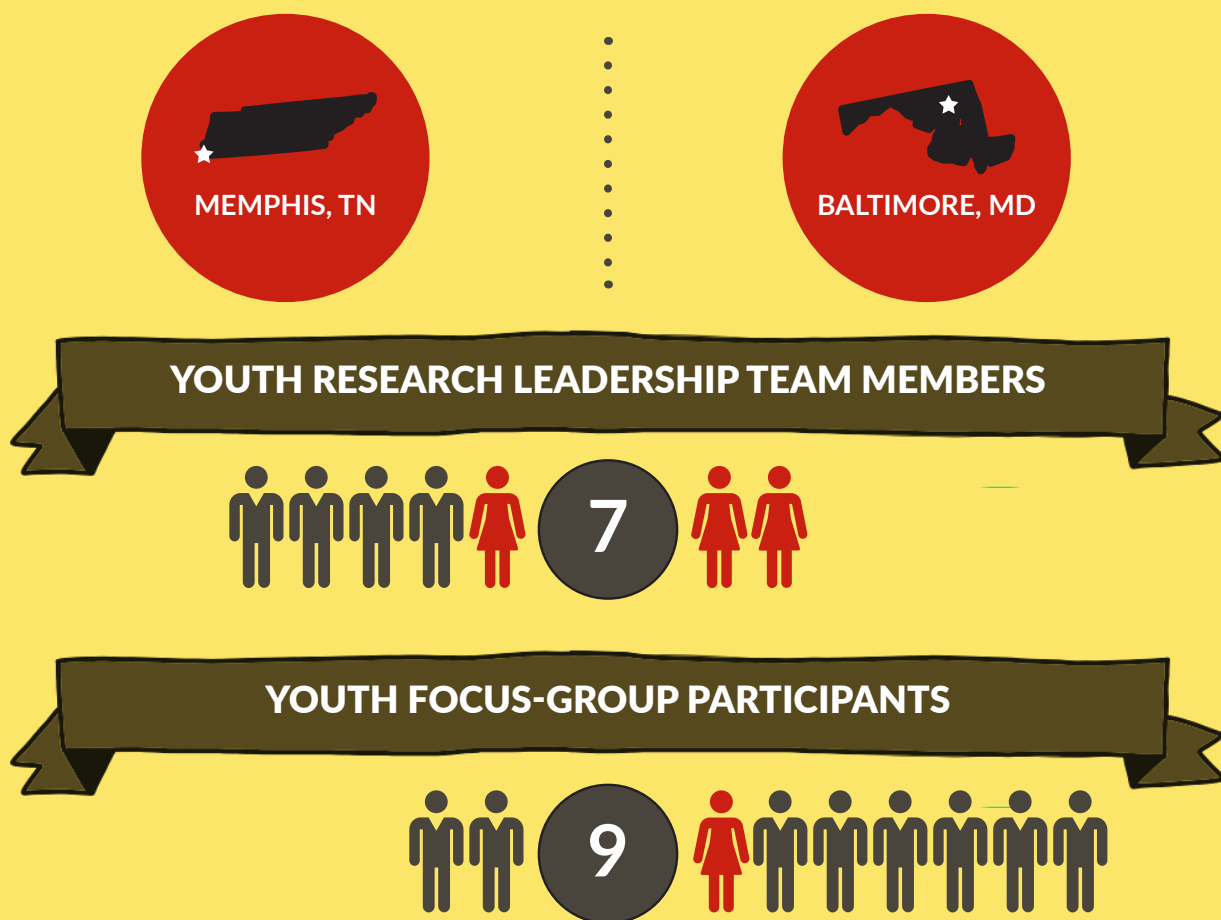 MEMPHIS, TN
BALTIMORE, MD
YOUTH RESEARCH LEADERSHIP TEAM MEMBERS
7
YOUTH FOCUS-GROUP PARTICIPANTS
9